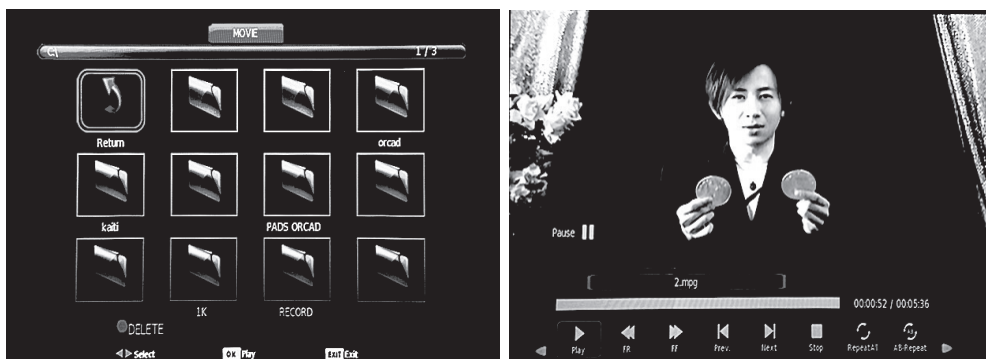 MOVIE
C:\ 1 / 3
Return orcad
kaiti PADS ORCAD
1K RECORD
DELETE
Select OK Play EXIT Exit
Pause
2.mpg
00:00:52 / 00:05:36
Play FR FF Prev. Next Stop RepeatAll AB-Repeat